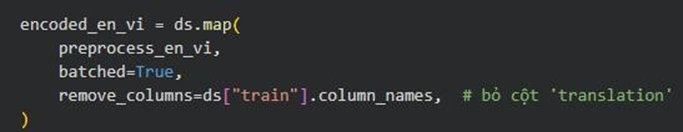 encoded_en_vi = ds.map(
    preprocess_en_vi,
    batched=True,
    remove_columns=ds["train"].column_names,  # bỏ cột 'translation'
)